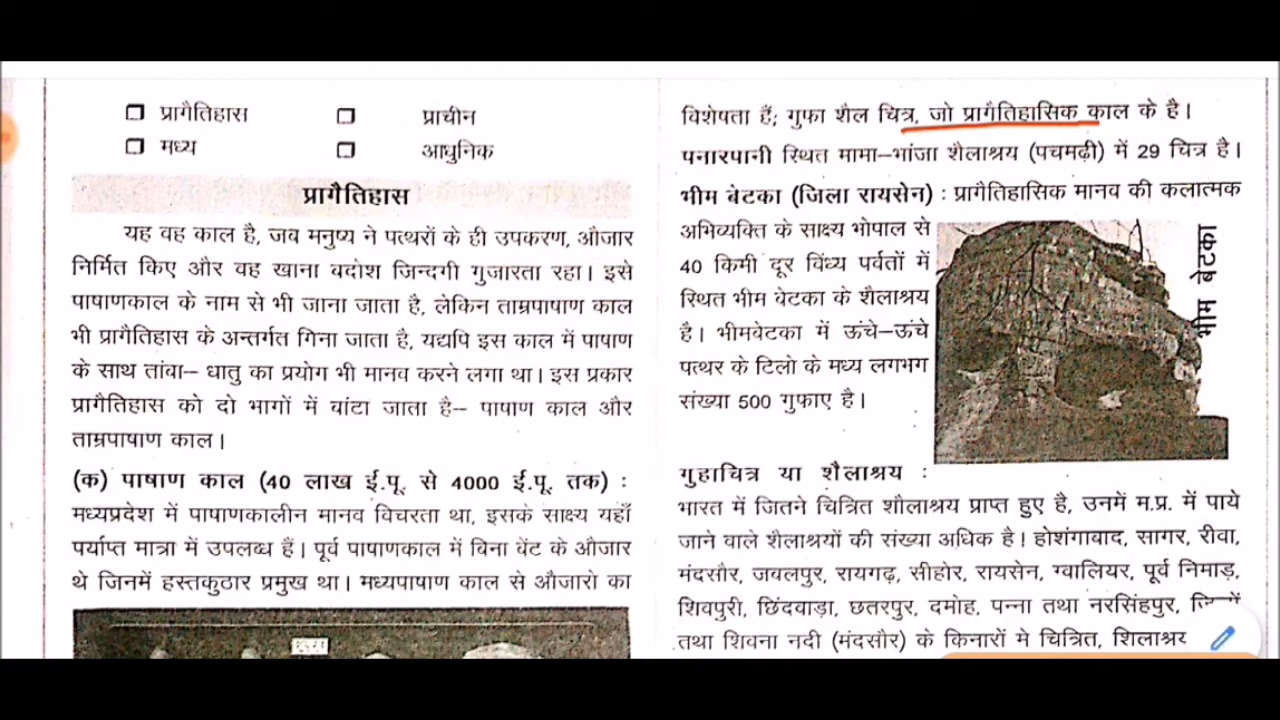 ❒ प्रागैतिहास ❒ प्राचीन
❒ मध्य ❒ आधुनिक
प्रागैतिहास
यह वह काल है, जब मनुष्य ने पत्थरों के ही उपकरण, औजार
निर्मित किए और वह खाना बदोश जिन्दगी गुजारता रहा। इसे
पाषाणकाल के नाम से भी जाना जाता है, लेकिन ताम्रपाषाण काल
भी प्रागैतिहास के अन्तर्गत गिना जाता है, यद्यपि इस काल में पाषाण
के साथ तांवा– धातु का प्रयोग भी मानव करने लगा था। इस प्रकार
प्रागैतिहास को दो भागों में बांटा जाता है– पाषाण काल और
ताम्रपाषाण काल।
(क) पाषाण काल (40 लाख ई.पू. से 4000 ई.पू. तक) :
मध्यप्रदेश में पाषाणकालीन मानव विचरता था, इसके साक्ष्य यहाँ
पर्याप्त मात्रा में उपलब्ध हैं। पूर्व पाषाणकाल में बिना बेंट के औजार
थे जिनमें हस्तकुठार प्रमुख था। मध्यपाषाण काल से औजारो का
विशेषता हैं; गुफा शैल चित्र, जो प्रागैतिहासिक काल के है।
पनारपानी स्थित मामा–भांजा शैलाश्रय (पचमढ़ी) में 29 चित्र है।
भीम बेटका (जिला रायसेन) : प्रागैतिहासिक मानव की कलात्मक
अभिव्यक्ति के साक्ष्य भोपाल से
40 किमी दूर विंध्य पर्वतों में
स्थित भीम बेटका के शैलाश्रय
है। भीमबेटका में ऊंचे–ऊंचे
पत्थर के टिलो के मध्य लगभग
संख्या 500 गुफाए है।
भीम बेटका
गुहाचित्र या शैलाश्रय :
भारत में जितने चित्रित शौलाश्रय प्राप्त हुए है, उनमें म.प्र. में पाये
जाने वाले शैलाश्रयों की संख्या अधिक है। होशंगाबाद, सागर, रीवा,
मंदसौर, जबलपुर, रायगढ़, सीहोर, रायसेन, ग्वालियर, पूर्व निमाड़,
शिवपुरी, छिंदवाड़ा, छतरपुर, दमोह, पन्ना तथा नरसिंहपुर,
तथा शिवना नदी (मंदसौर) के किनारों मे चित्रित, शिलाश्रय